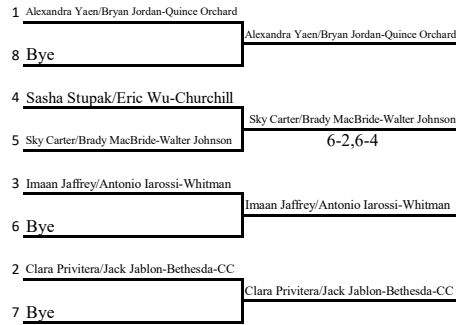 1 Alexandra Yaen/Bryan Jordan-Quince Orchard
Alexandra Yaen/Bryan Jordan-Quince Orchard
8 Bye
4 Sasha Stupak/Eric Wu-Churchill
Sky Carter/Brady MacBride-Walter Johnson
5 Sky Carter/Brady MacBride-Walter Johnson
6-2,6-4
3 Imaan Jaffrey/Antonio Iarossi-Whitman
Imaan Jaffrey/Antonio Iarossi-Whitman
6 Bye
2 Clara Privitera/Jack Jablon-Bethesda-CC
Clara Privitera/Jack Jablon-Bethesda-CC
7 Bye